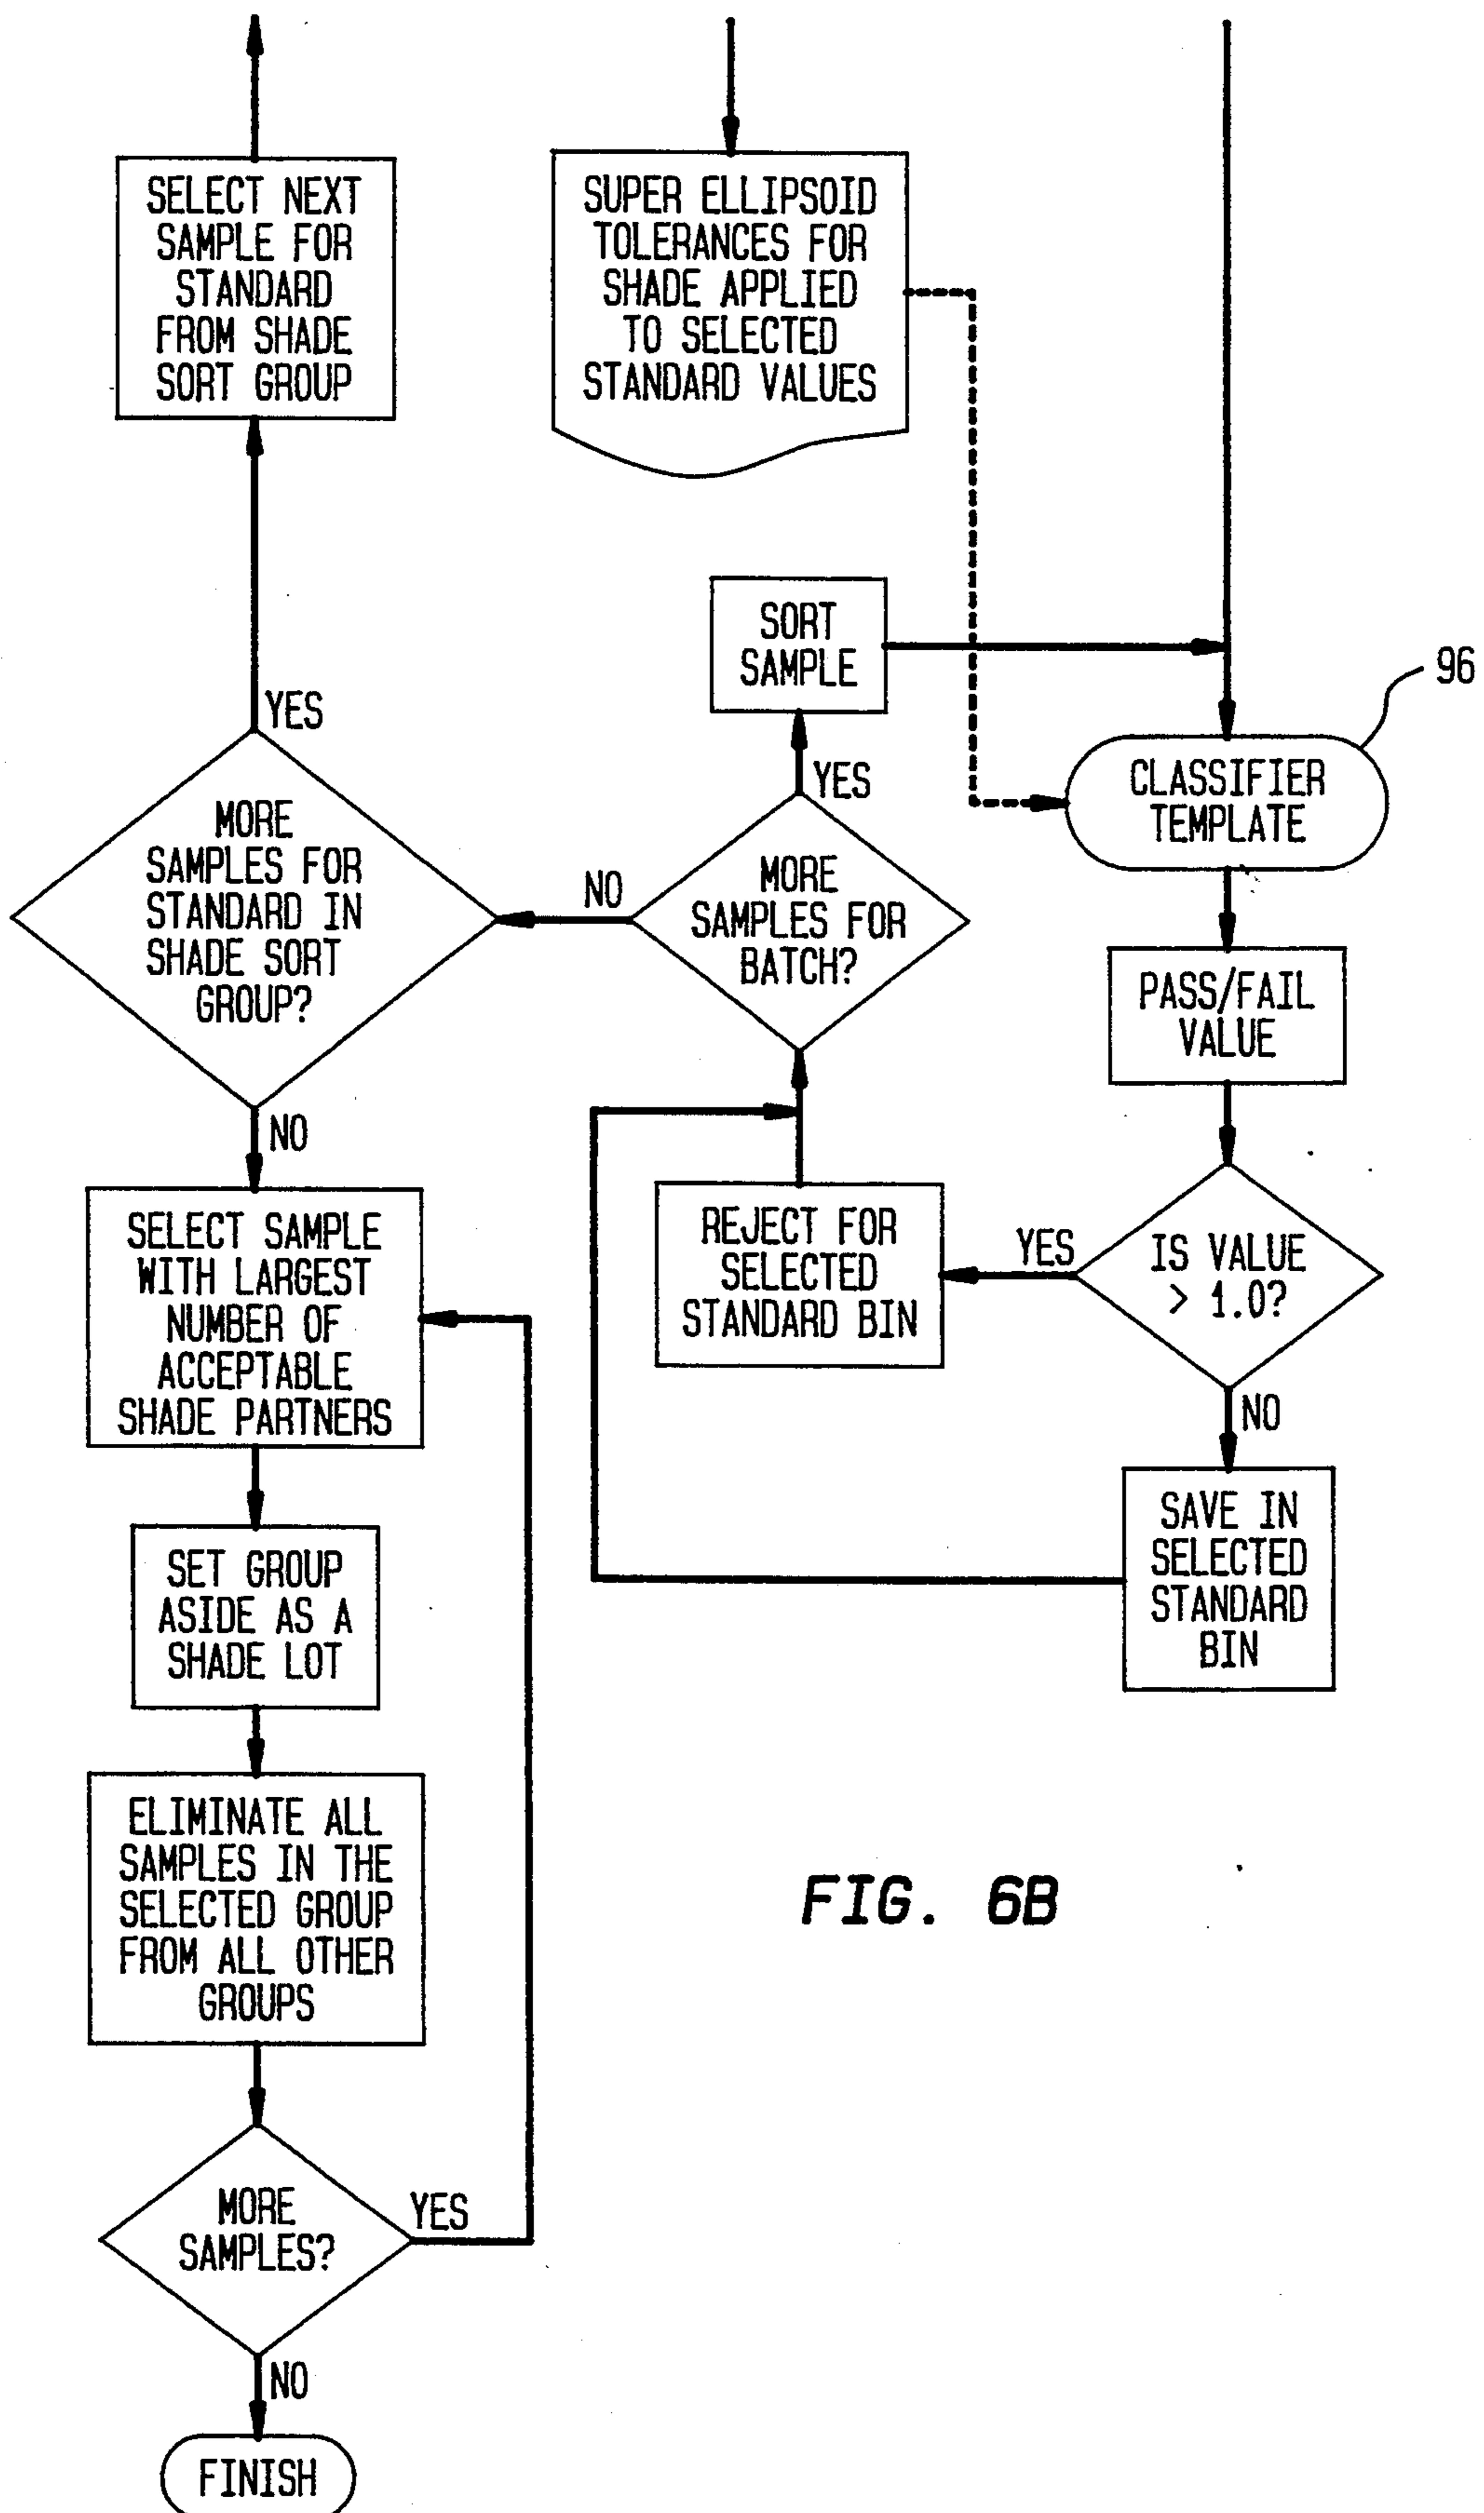 SELECT NEXT
SAMPLE FOR
STANDARD
FROM SHADE
SORT GROUP
SUPER ELLIPSOID
TOLERANCES FOR
SHADE APPLIED
TO SELECTED
STANDARD VALUES
SORT
SAMPLE
96
CLASSIFIER
TEMPLATE
YES
MORE
SAMPLES FOR
STANDARD IN
SHADE SORT
GROUP?
NO
YES
MORE
SAMPLES FOR
BATCH?
NO
PASS/FAIL
VALUE
IS VALUE
> 1.0?
YES
NO
REJECT FOR
SELECTED
STANDARD BIN
SAVE IN
SELECTED
STANDARD
BIN
SELECT SAMPLE
WITH LARGEST
NUMBER OF
ACCEPTABLE
SHADE PARTNERS
SET GROUP
ASIDE AS A
SHADE LOT
ELIMINATE ALL
SAMPLES IN THE
SELECTED GROUP
FROM ALL OTHER
GROUPS
MORE
SAMPLES?
YES
NO
FINISH
FIG. 6B